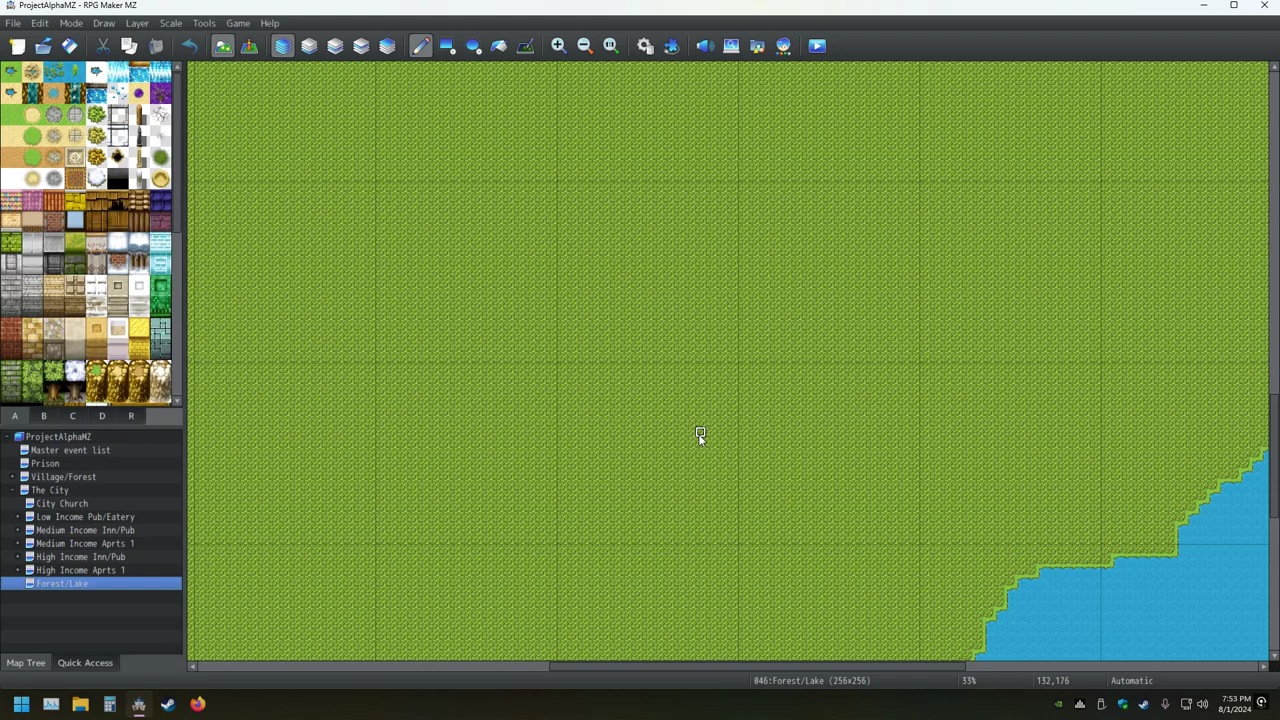 ProjectAlphaMZ - RPG Maker MZ
File Edit Mode Draw Layer Scale Tools Game Help
A B C D R
ProjectAlphaMZ
Master event list
Prison
Village/Forest
The City
City Church
Low Income Pub/Eatery
Medium Income Inn/Pub
Medium Income Aprts 1
High Income Inn/Pub
High Income Aprts 1
Forest/Lake
Map Tree Quick Access
046:Forest/Lake (256x256) 33% 132,176 Automatic
7:53 PM
8/1/2024